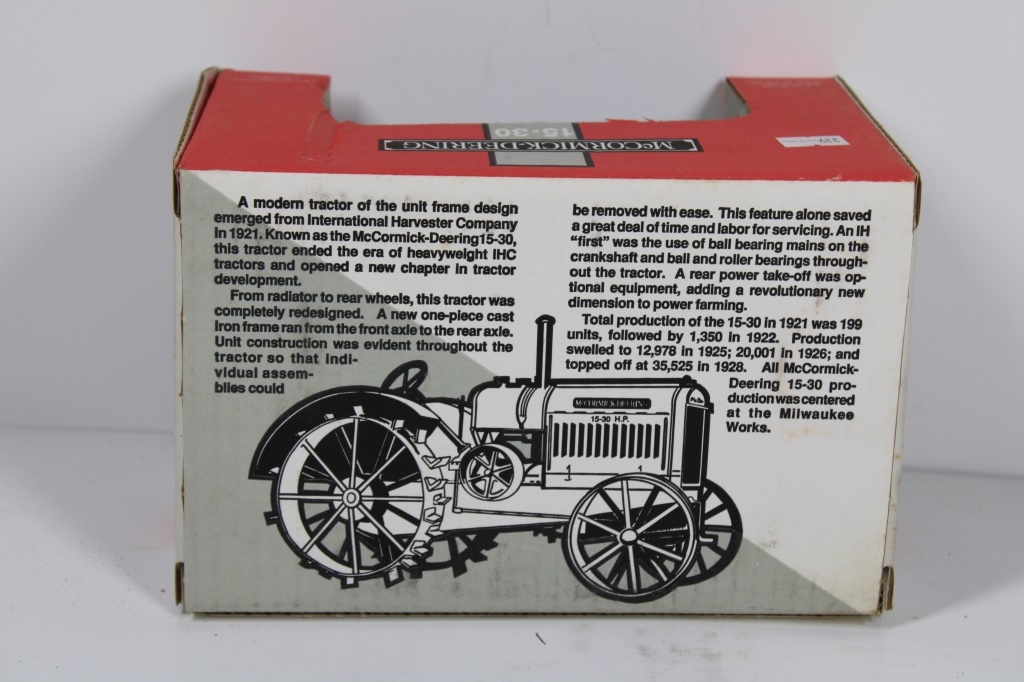 15-30
McCORMICK-DEERING
337
A modern tractor of the unit frame design
emerged from International Harvester Company
in 1921. Known as the McCormick-Deering 15-30,
this tractor ended the era of heavyweight IHC
tractors and opened a new chapter in tractor
development.
From radiator to rear wheels, this tractor was
completely redesigned. A new one-piece cast
iron frame ran from the front axle to the rear axle.
Unit construction was evident throughout the
tractor so that indi-
vidual assem-
blies could
be removed with ease. This feature alone saved
a great deal of time and labor for servicing. An IH
"first" was the use of ball bearing mains on the
crankshaft and ball and roller bearings through-
out the tractor. A rear power take-off was op-
tional equipment, adding a revolutionary new
dimension to power farming.
Total production of the 15-30 in 1921 was 199
units, followed by 1,350 in 1922. Production
swelled to 12,978 in 1925; 20,001 in 1926; and
topped off at 35,525 in 1928. All McCormick-
Deering 15-30 pro-
duction was centered
at the Milwaukee
Works.
McCORMICK-DEERING
15-30 H.P.